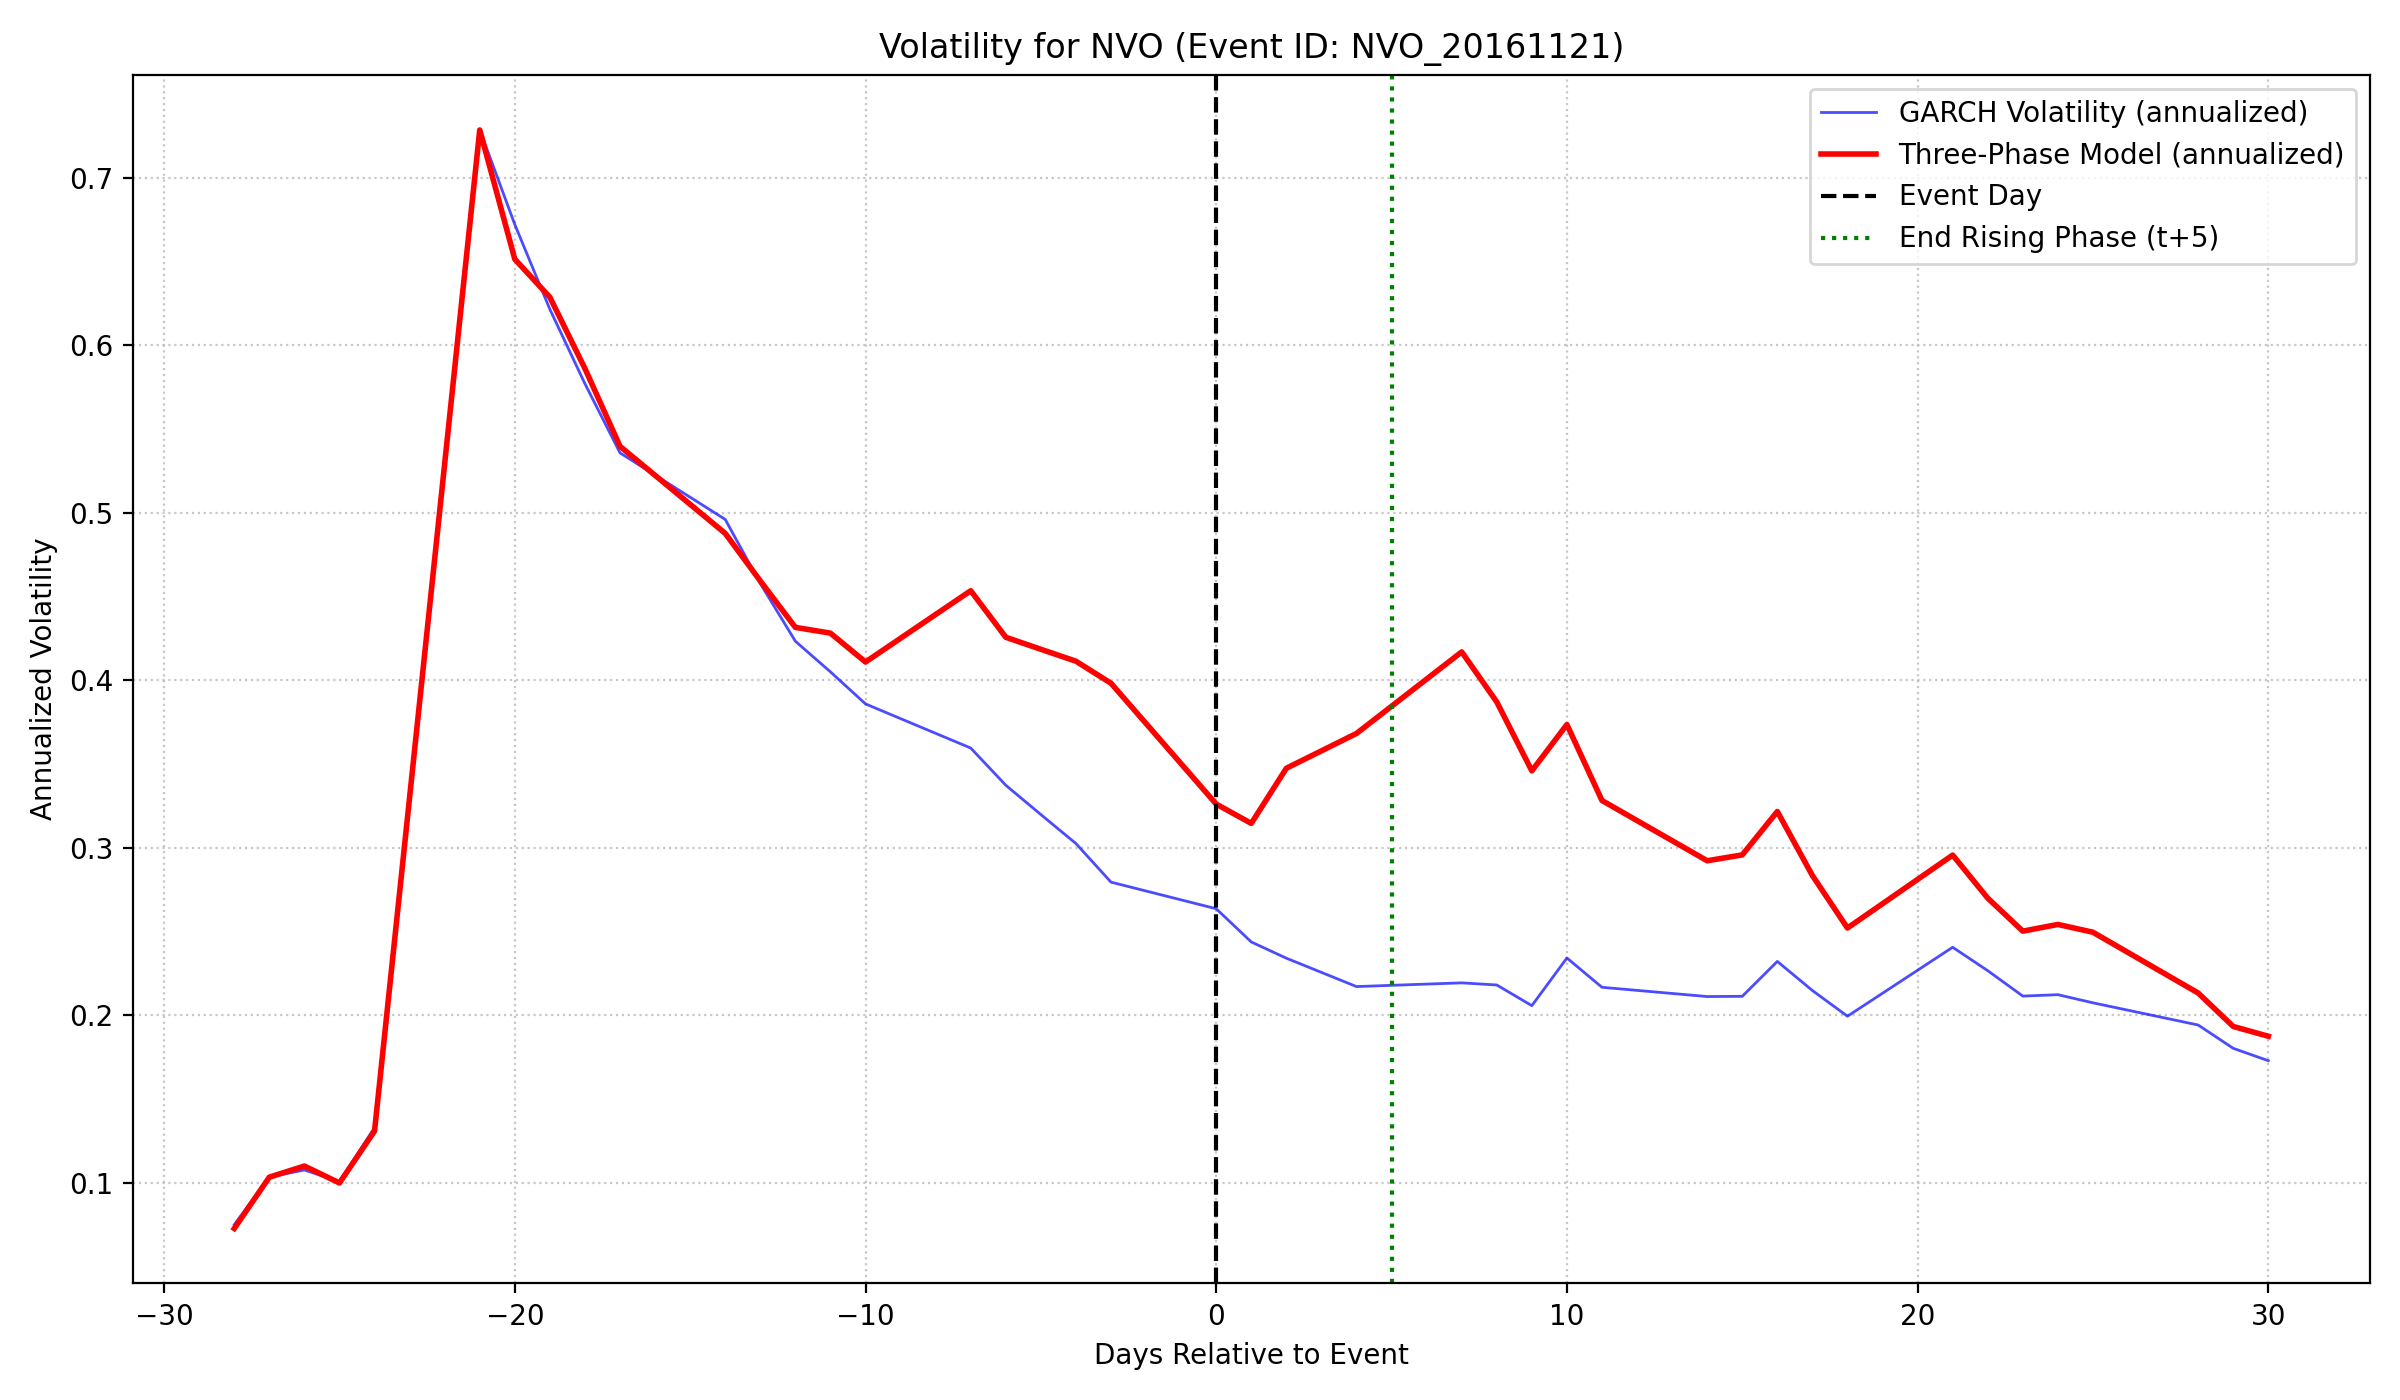 Volatility for NVO (Event ID: NVO_20161121)
GARCH Volatility (annualized)
Three-Phase Model (annualized)
Event Day
End Rising Phase (t+5)
Annualized Volatility
0.7
0.6
0.5
0.4
0.3
0.2
0.1
−30
−20
−10
0
10
20
30
Days Relative to Event